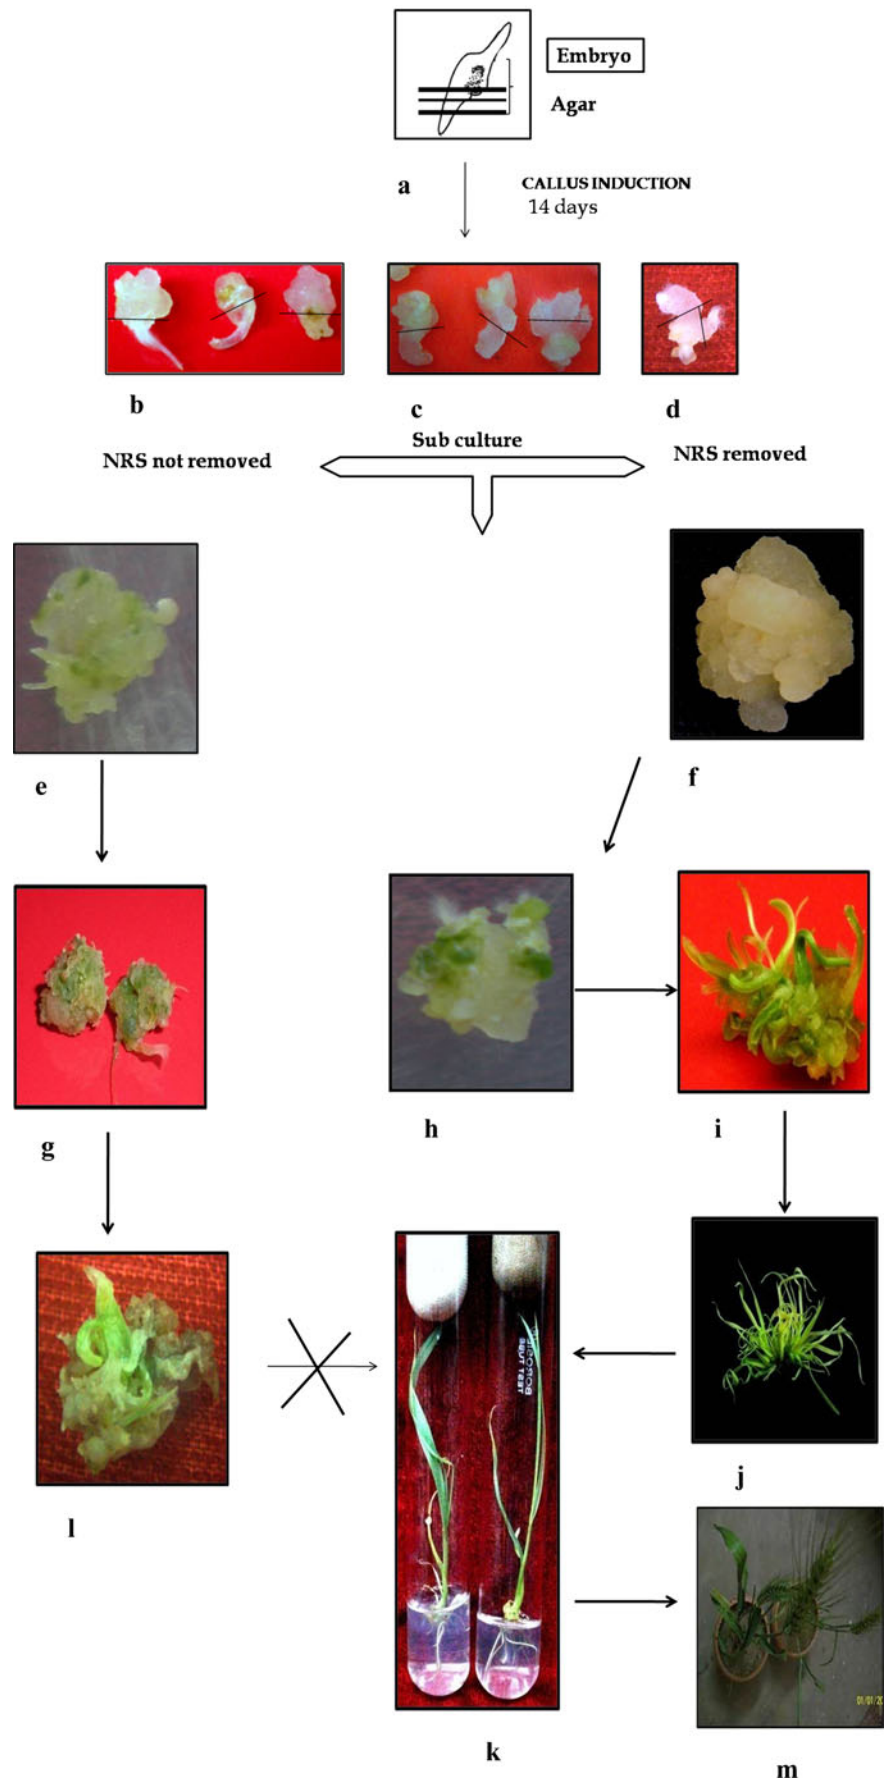 Embryo
Agar
a
CALLUS INDUCTION
14 days
b
c
d
Sub culture
NRS not removed
NRS removed
e
f
g
h
i
j
k
l
m